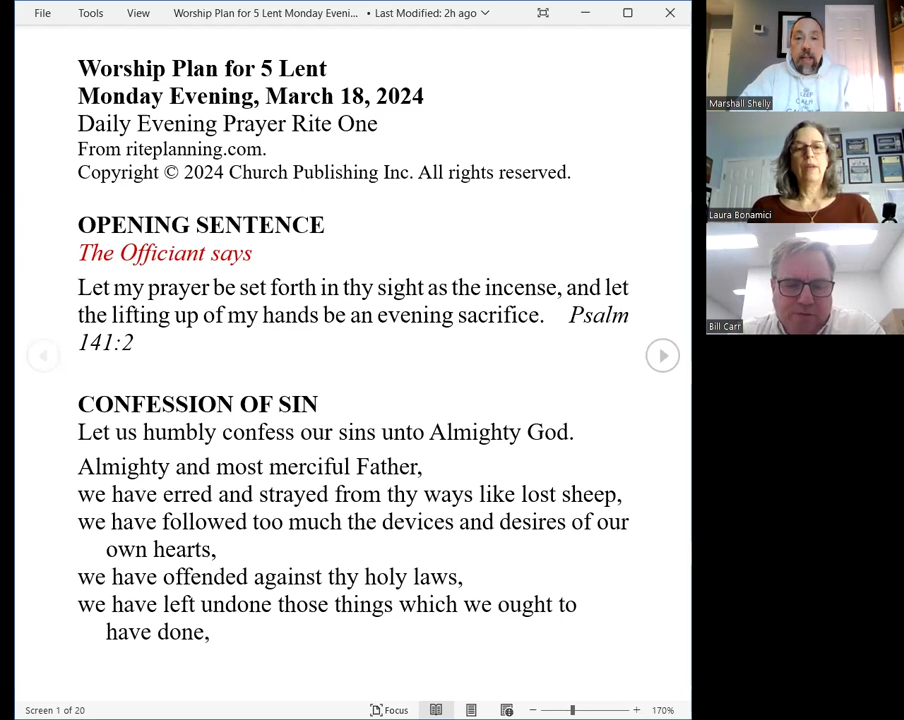 File Tools View Worship Plan for 5 Lent Monday Eveni... • Last Modified: 2h ago
Worship Plan for 5 Lent
Monday Evening, March 18, 2024
Daily Evening Prayer Rite One
From riteplanning.com.
Copyright © 2024 Church Publishing Inc. All rights reserved.
OPENING SENTENCE
The Officiant says
Let my prayer be set forth in thy sight as the incense, and let
the lifting up of my hands be an evening sacrifice. Psalm
141:2
CONFESSION OF SIN
Let us humbly confess our sins unto Almighty God.
Almighty and most merciful Father,
we have erred and strayed from thy ways like lost sheep,
we have followed too much the devices and desires of our
own hearts,
we have offended against thy holy laws,
we have left undone those things which we ought to
have done,
Screen 1 of 20 Focus 170%
KEEP
CALM
Marshall Shelly
Laura Bonamici
Bill Carr